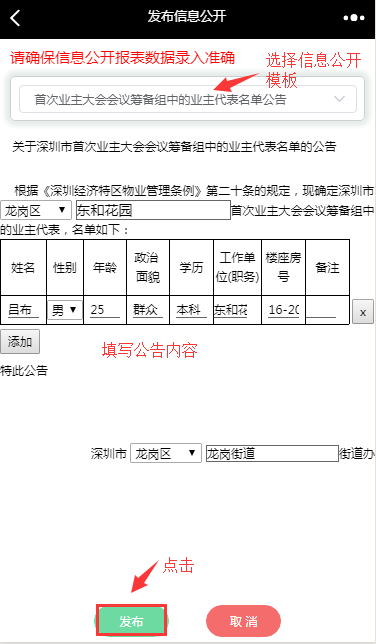 发布信息公开
请确保信息公开报表数据录入准确
选择信息公开
模板
首次业主大会会议筹备组中的业主代表名单公告
关于深圳市首次业主大会会议筹备组中的业主代表名单的公告
根据《深圳经济特区物业管理条例》第二十条的规定，现确定深圳市
龙岗区 东和花园 首次业主大会会议筹备组中
的业主代表，名单如下：
姓名 性别 年龄 政治面貌 学历 工作单位(职务) 楼座房号 备注
吕布 男 25 群众 本科 东和花 16-20 x
添加
填写公告内容
特此公告
深圳市 龙岗区 龙岗街道 街道办
点击
发布 取消